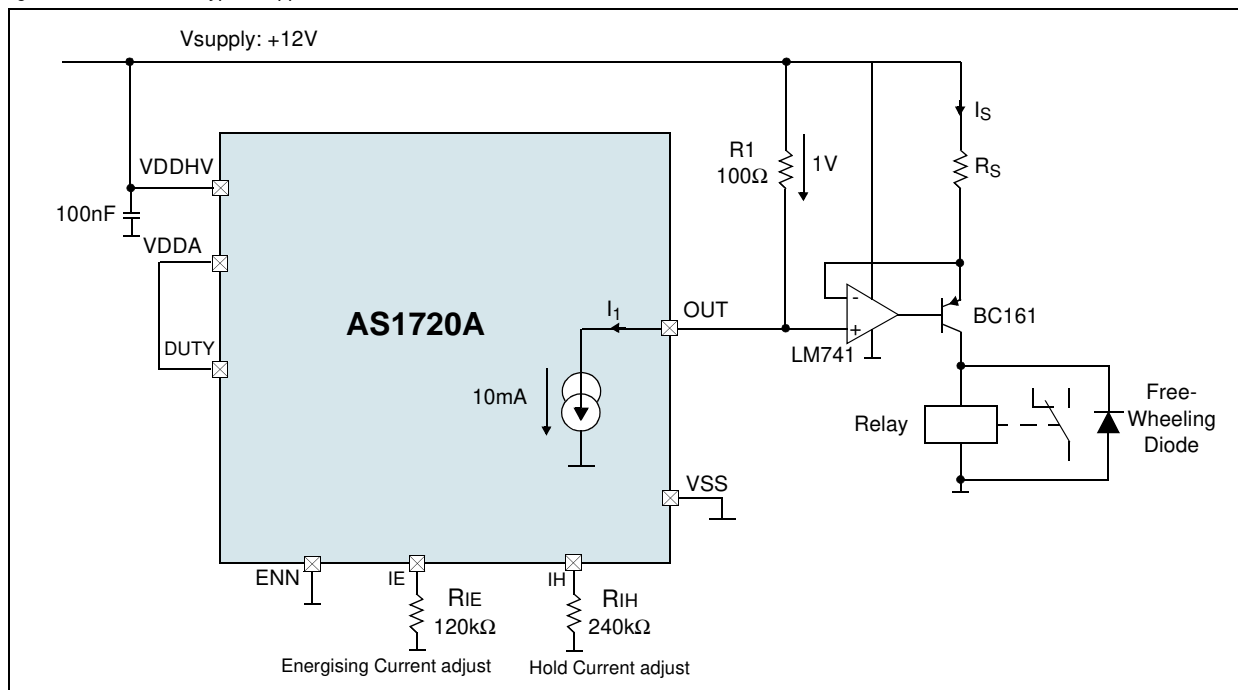 Vsupply: +12V
IS
VDDHV
R1
100Ω
1V
RS
100nF
VDDA
AS1720A
I1
OUT
-
+
BC161
LM741
DUTY
10mA
Relay
Free-
Wheeling
Diode
VSS
ENN
IE
IH
RIE
120kΩ
RIH
240kΩ
Energising Current adjust
Hold Current adjust